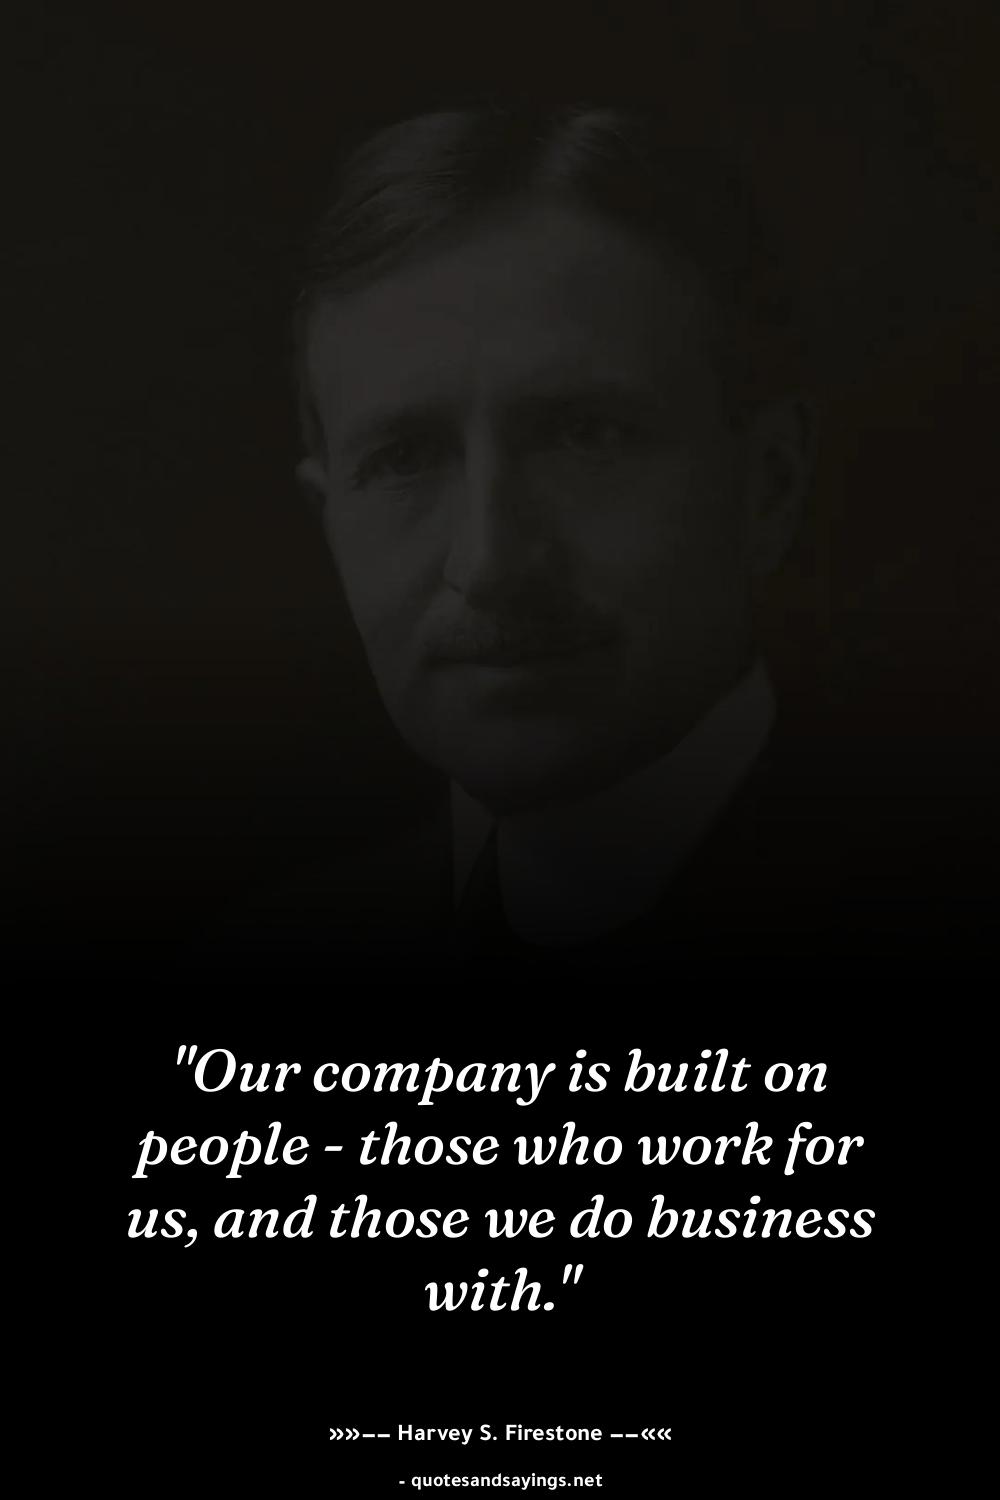 "Our company is built on
people - those who work for
us, and those we do business
with."
»»−− Harvey S. Firestone −−««
- quotesandsayings.net